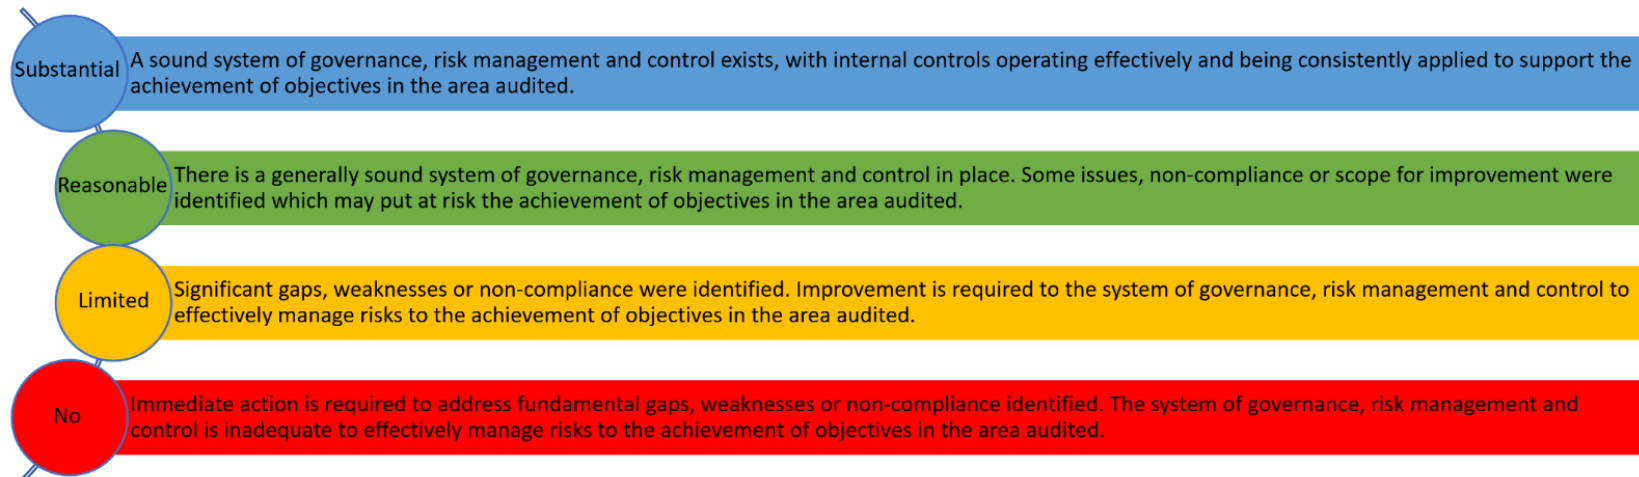 Substantial
A sound system of governance, risk management and control exists, with internal controls operating effectively and being consistently applied to support the
achievement of objectives in the area audited.
Reasonable
There is a generally sound system of governance, risk management and control in place. Some issues, non-compliance or scope for improvement were
identified which may put at risk the achievement of objectives in the area audited.
Limited
Significant gaps, weaknesses or non-compliance were identified. Improvement is required to the system of governance, risk management and control to
effectively manage risks to the achievement of objectives in the area audited.
No
Immediate action is required to address fundamental gaps, weaknesses or non-compliance identified. The system of governance, risk management and
control is inadequate to effectively manage risks to the achievement of objectives in the area audited.